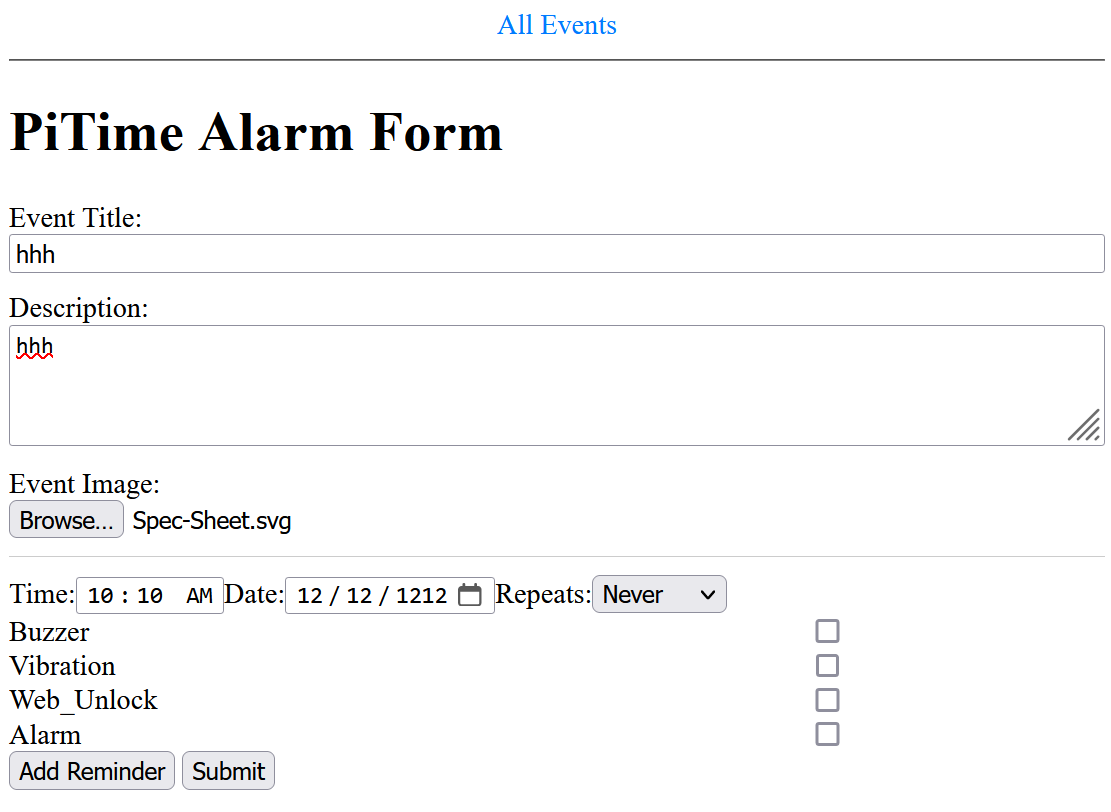 All Events
PiTime Alarm Form
Event Title:
hhh
Description:
hhh
Event Image:
Browse... Spec-Sheet.svg
Time: 10 : 10 AM Date: 12 / 12 / 1212 Repeats: Never
Buzzer
Vibration
Web_Unlock
Alarm
Add Reminder Submit